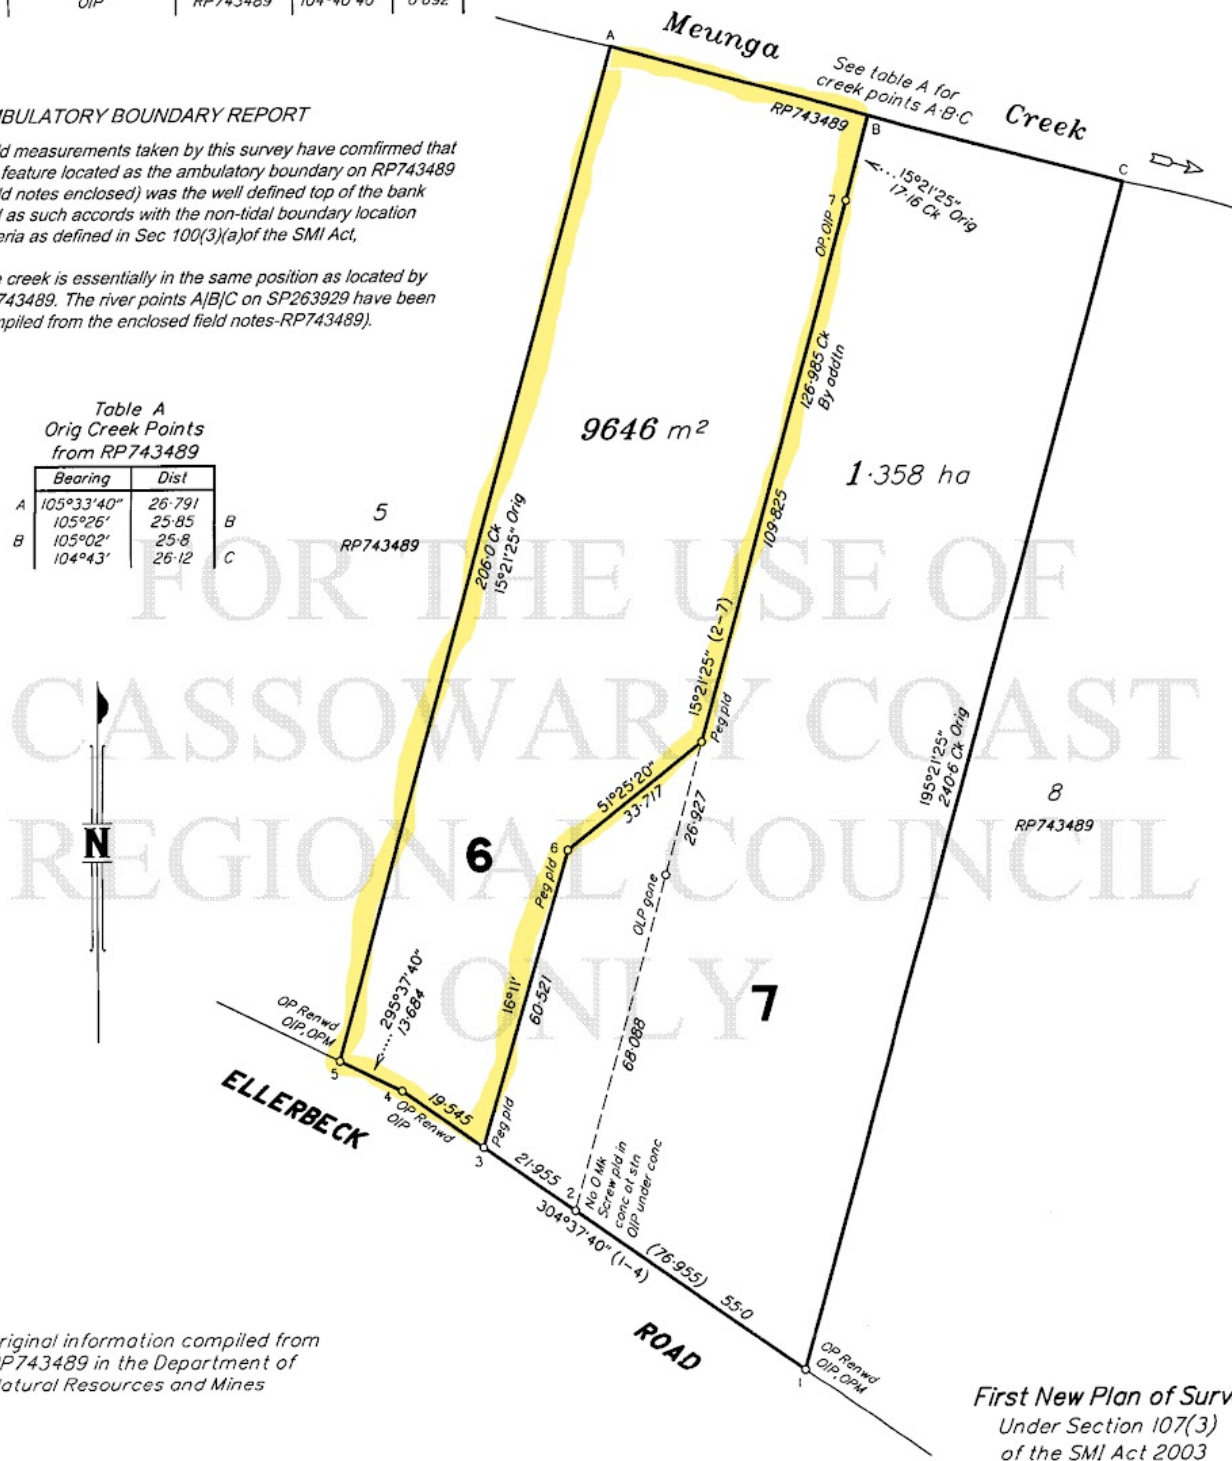 OIP RP743489 104°40'40" 6·692
BULATORY BOUNDARY REPORT
d measurements taken by this survey have comfirmed that
feature located as the ambulatory boundary on RP743489
ld notes enclosed) was the well defined top of the bank
d as such accords with the non-tidal boundary location
eria as defined in Sec 100(3)(a)of the SMI Act,
e creek is essentially in the same position as located by
743489. The river points A|B|C on SP263929 have been
mpiled from the enclosed field notes-RP743489).
Table A
Orig Creek Points
from RP743489
Bearing Dist
A 105°33'40" 26·791
105°26' 25·85 B
B 105°02' 25·8
104°43' 26·12 C
A
Meunga
See table A for
creek points A·B·C
Creek
RP743489
B
C
15°21'25"
17·16 Ck Orig
7
OP,OIP
126·985 Ck
By addtn
9646 m²
1·358 ha
5
RP743489
206·0 Ck
15°21'25" Orig
109·825
15°21'25" (2-7)
Peg pld
FOR THE USE OF
CASSOWARY COAST
REGIONAL COUNCIL
ONLY
195°21'25"
240·6 Ck Orig
8
RP743489
51°25'20"
33·717
26·927
N
6
6
Peg pld
OLP gone
16°11'
60·521
68·088
7
295°37'40"
13·684
OP Renwd
OIP,OPM
5
4
OP Renwd
OIP
19·545
Peg pld
3
ELLERBECK
21·955
2
No O Mk
Screw pld in
conc at stn
OIP under conc
304°37'40" (1-4)
(76·955)
55·0
ROAD
1
OP Renwd
OIP,OPM
riginal information compiled from
RP743489 in the Department of
Natural Resources and Mines
First New Plan of Surv
Under Section 107(3)
of the SMI Act 2003